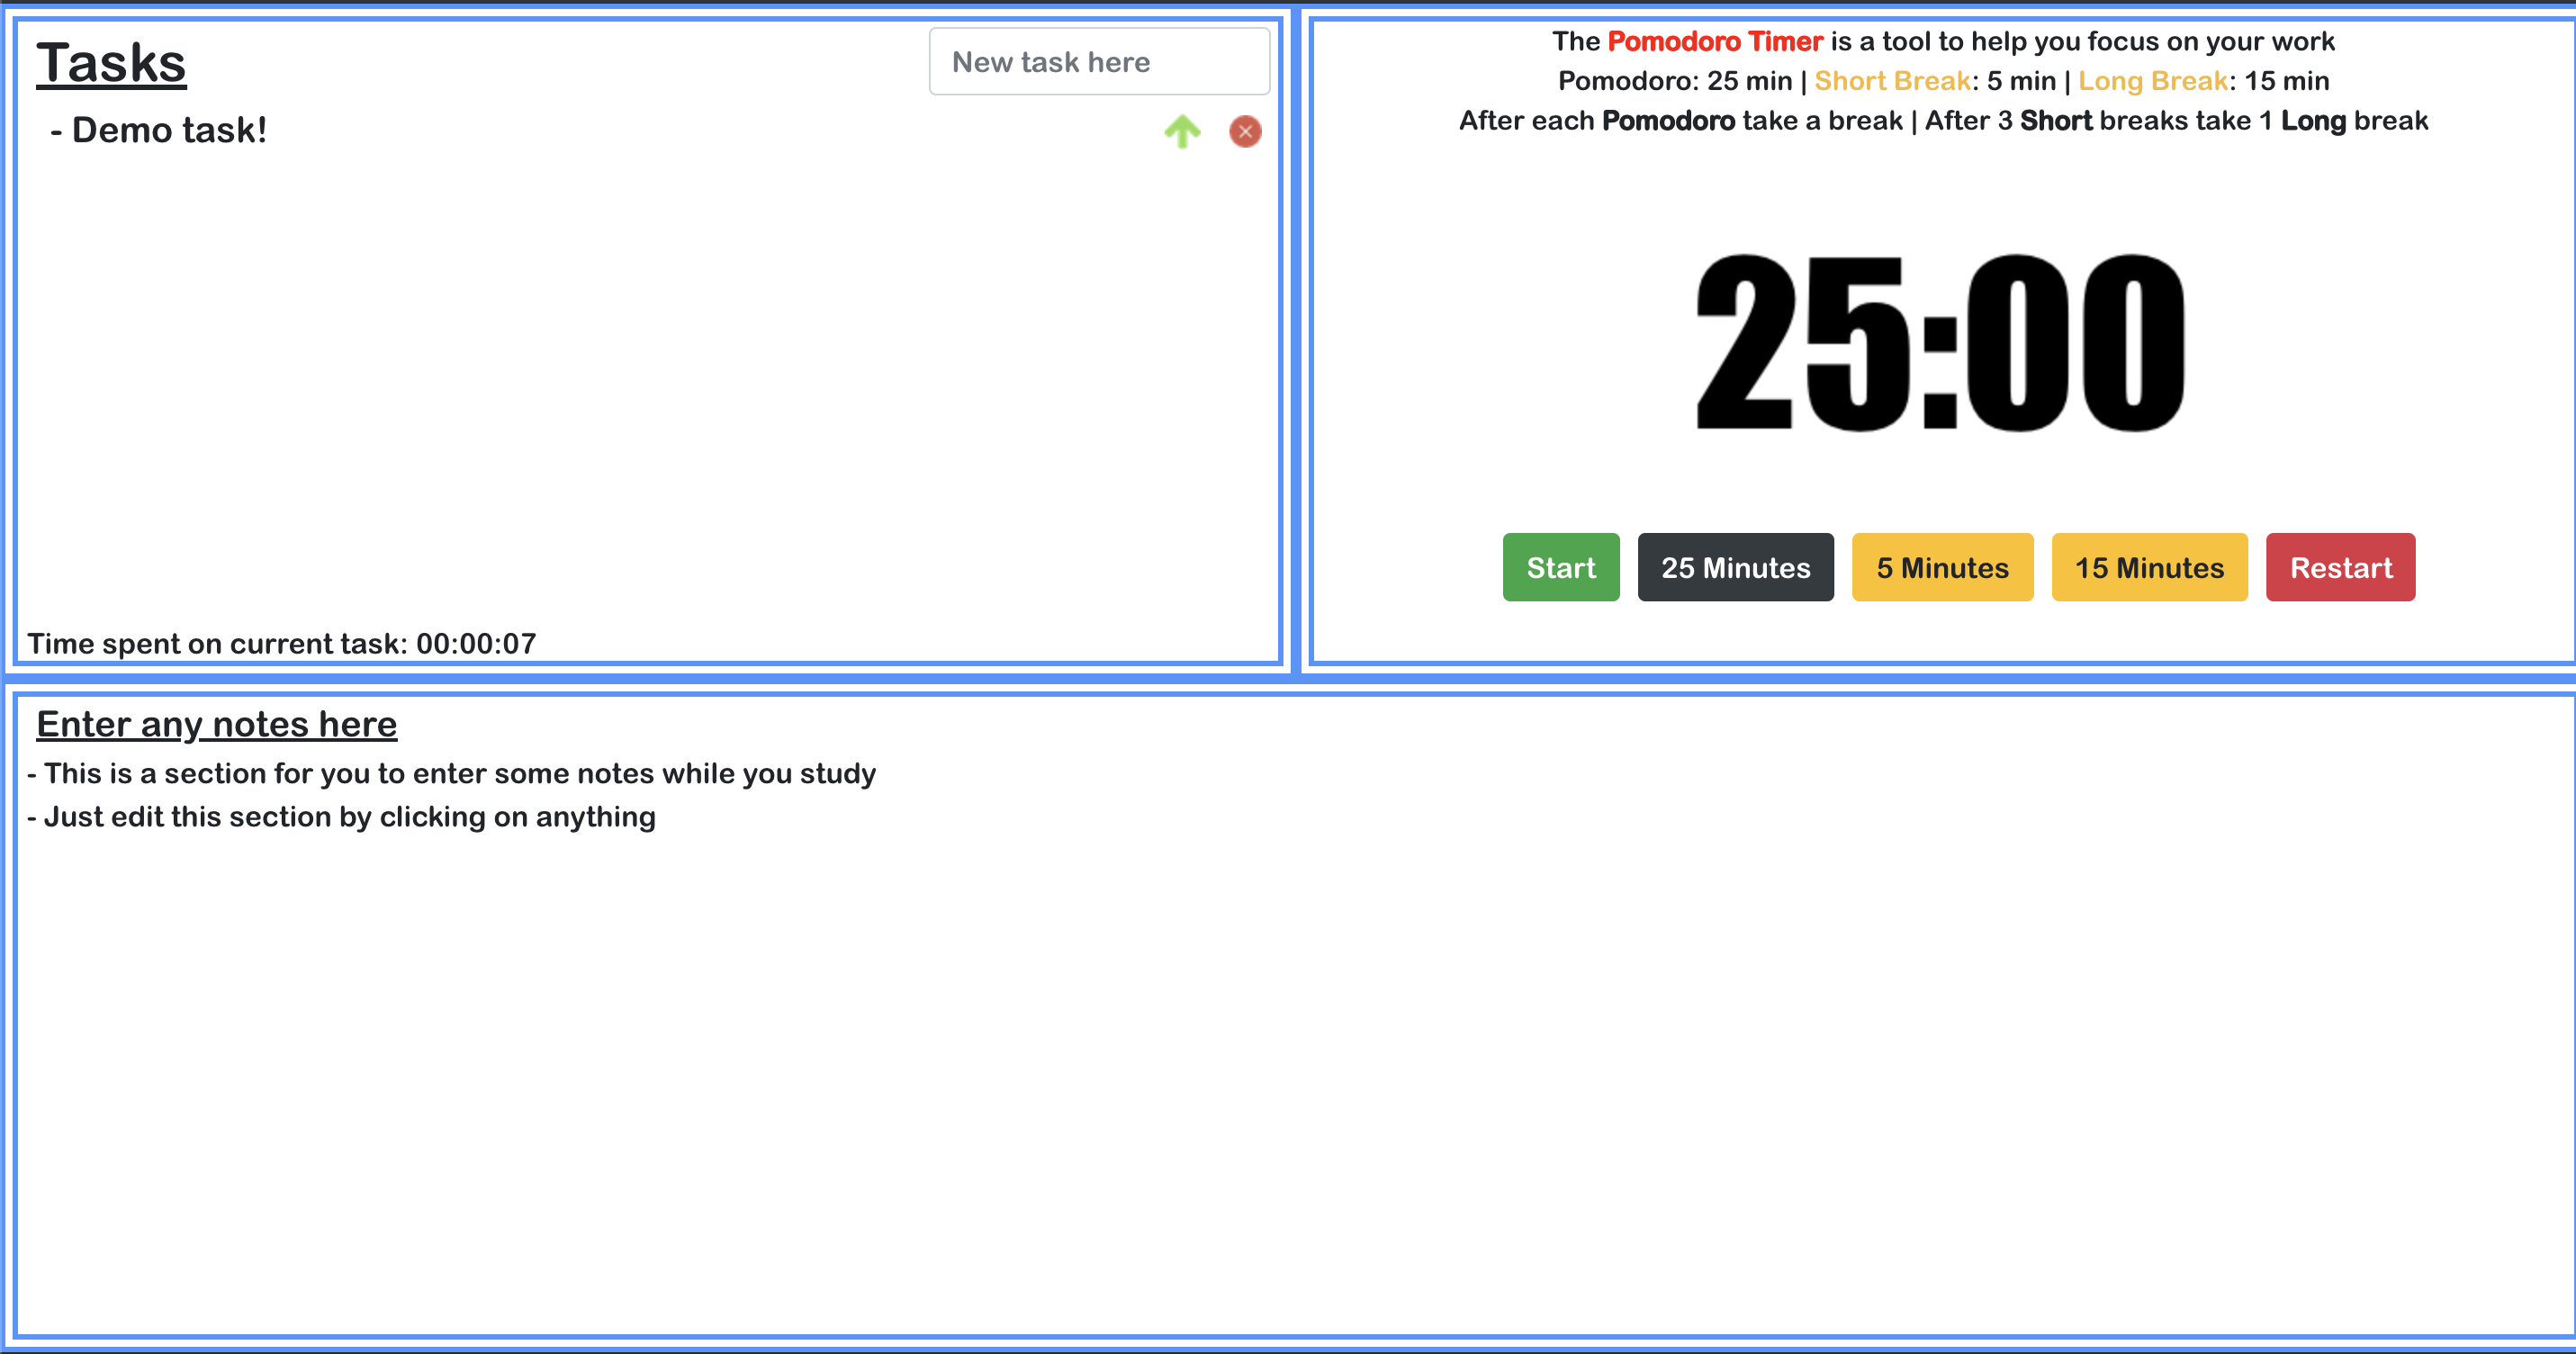 Tasks
New task here
- Demo task!
Time spent on current task: 00:00:07
The Pomodoro Timer is a tool to help you focus on your work
Pomodoro: 25 min | Short Break: 5 min | Long Break: 15 min
After each Pomodoro take a break | After 3 Short breaks take 1 Long break
25:00
Start
25 Minutes
5 Minutes
15 Minutes
Restart
Enter any notes here
- This is a section for you to enter some notes while you study
- Just edit this section by clicking on anything